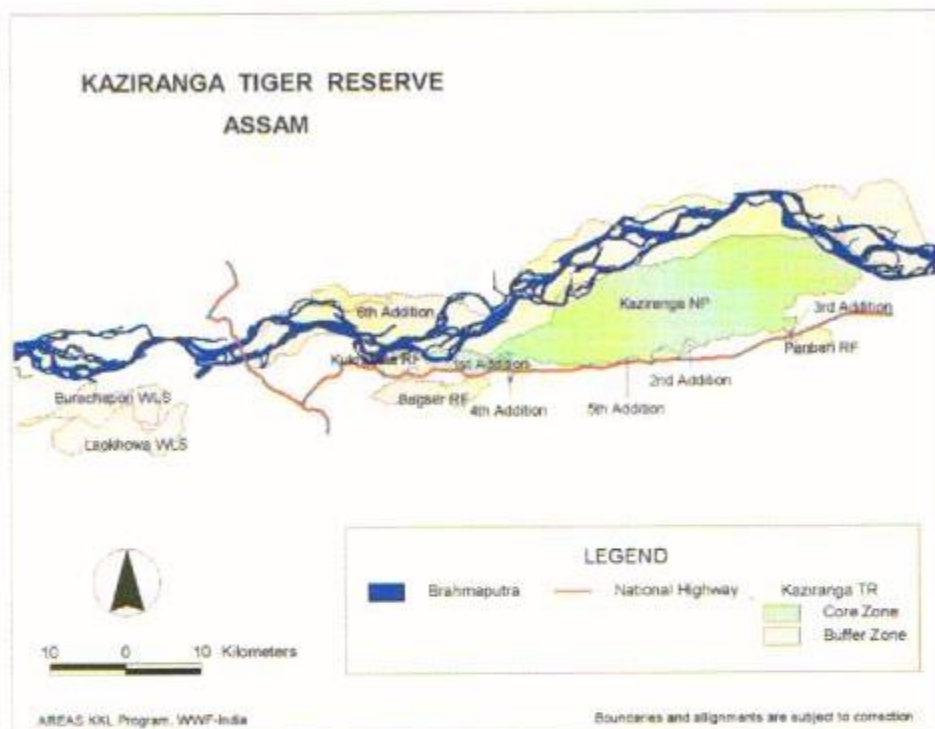 KAZIRANGA TIGER RESERVE
ASSAM
Kaziranga NP
3rd Addition
6th Addition
Panbari RF
RF
1st Addition
2nd Addition
Burachapori WLS
Bagser RF
4th Addition
5th Addition
Laokhowa WLS
LEGEND
Brahmaputra
National Highway
Kaziranga TR
Core Zone
Buffer Zone
10 0 10 Kilometers
AREAS KKL Program, WWF-India
Boundaries and allignments are subject to correction